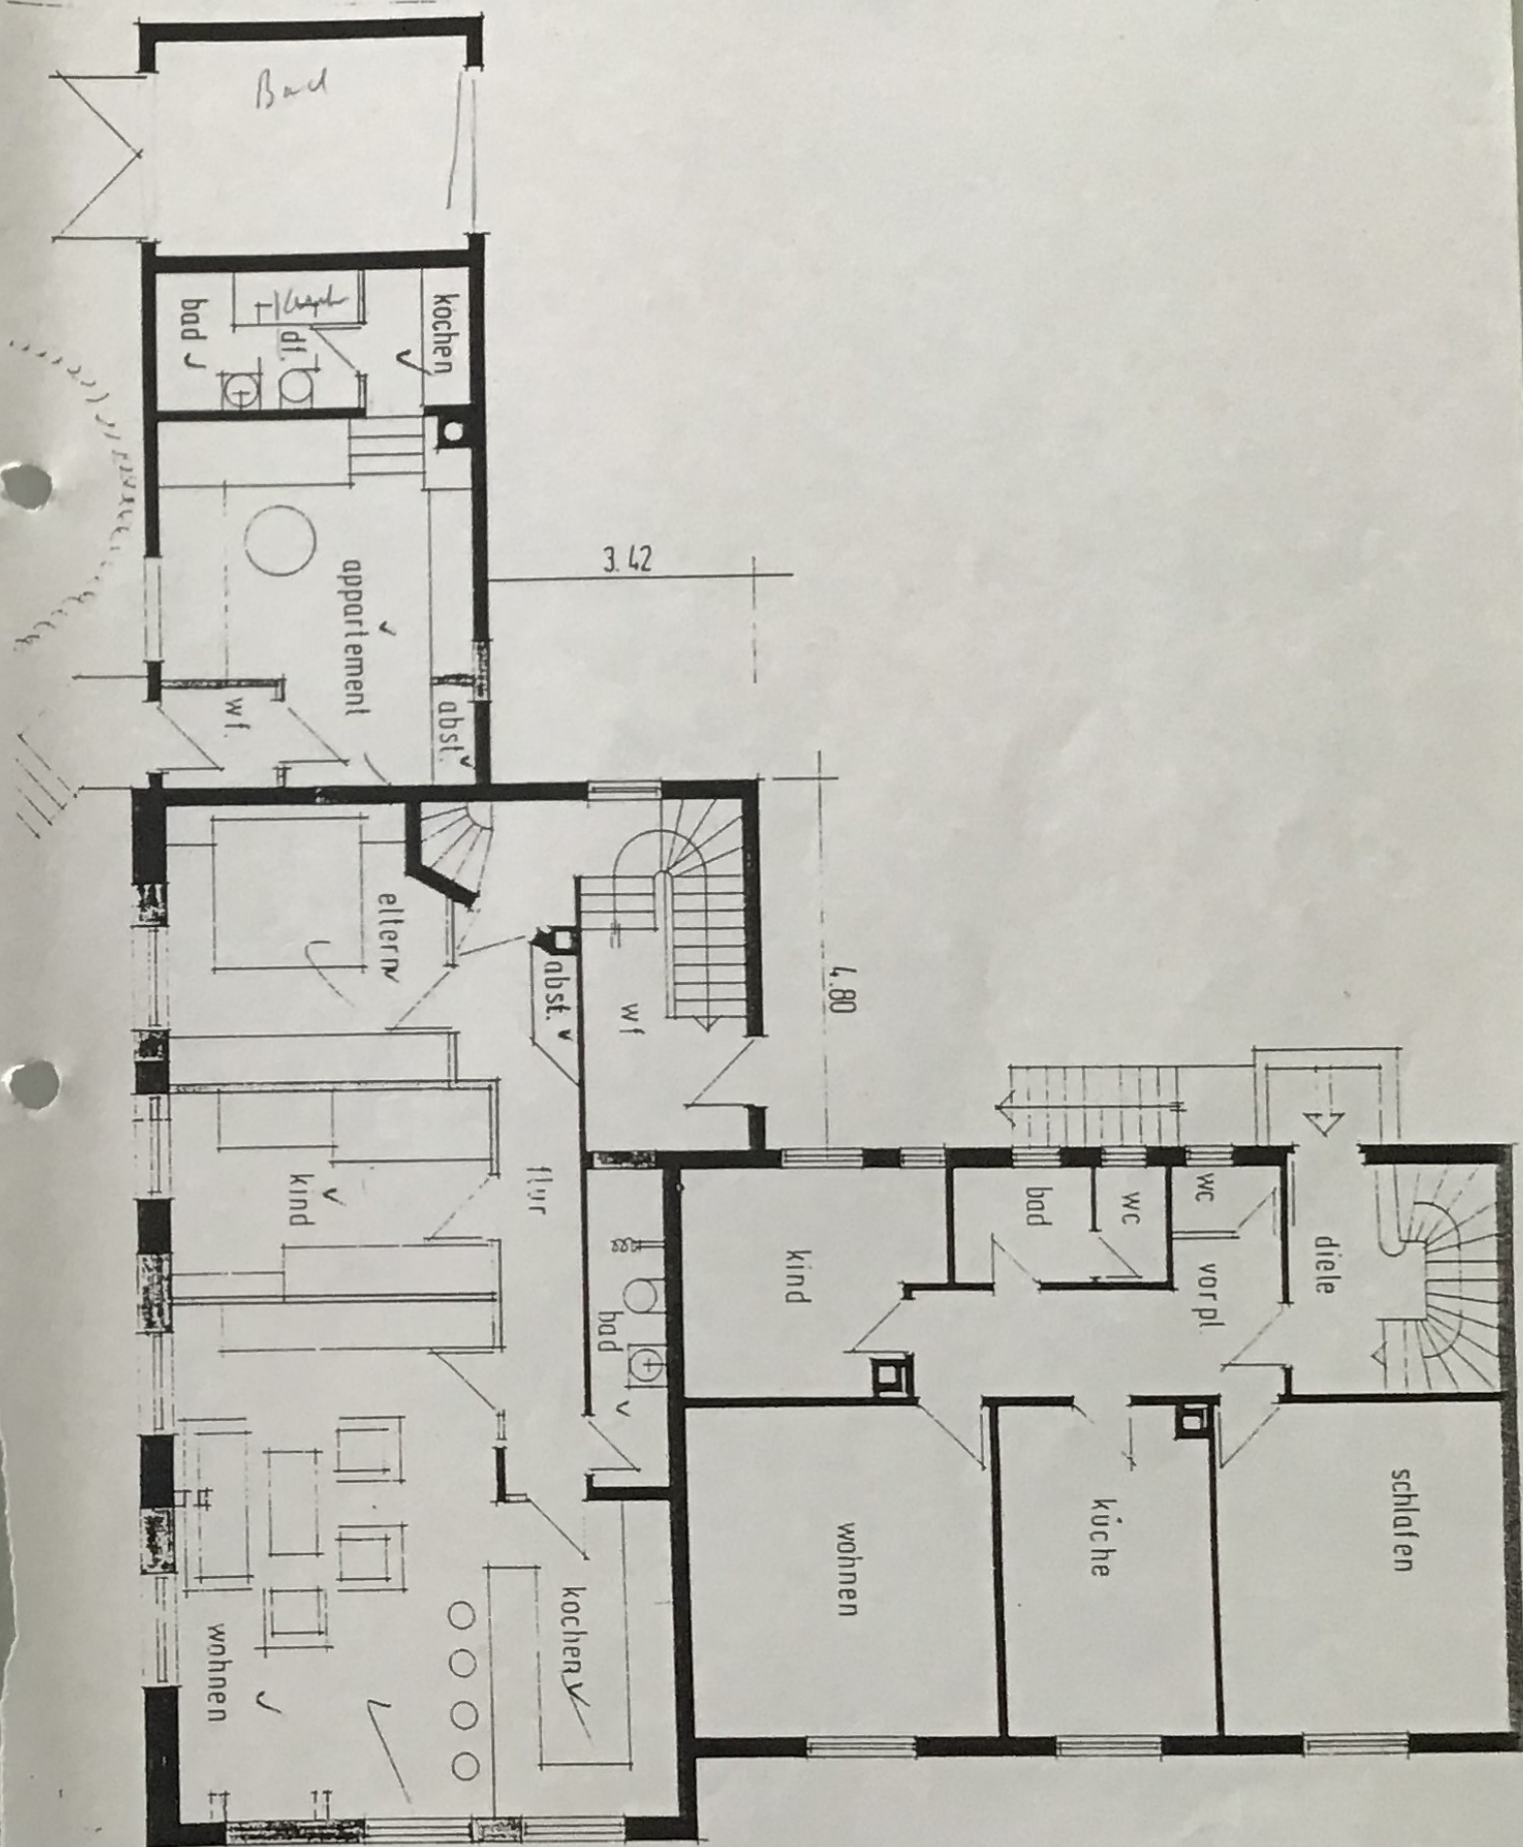 Bad
kochen
bad
df.
3.42
appartement
wf.
abst.
eltern
abst.
wf
4.80
flur
kind
bad
kind
bad
wc
wc
vorpl.
diele
wohnen
küche
schlafen
kochen
wohnen